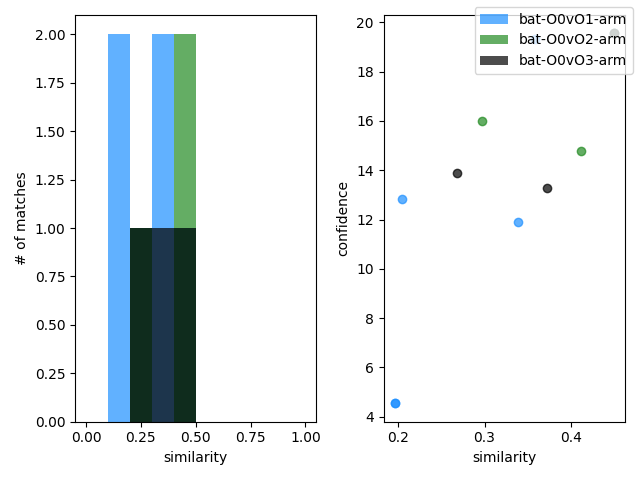 bat-O0vO1-arm
bat-O0vO2-arm
bat-O0vO3-arm
2.00
1.75
1.50
1.25
1.00
0.75
0.50
0.25
0.00
# of matches
0.00 0.25 0.50 0.75 1.00
similarity
20
18
16
14
12
10
8
6
4
confidence
0.2 0.3 0.4
similarity